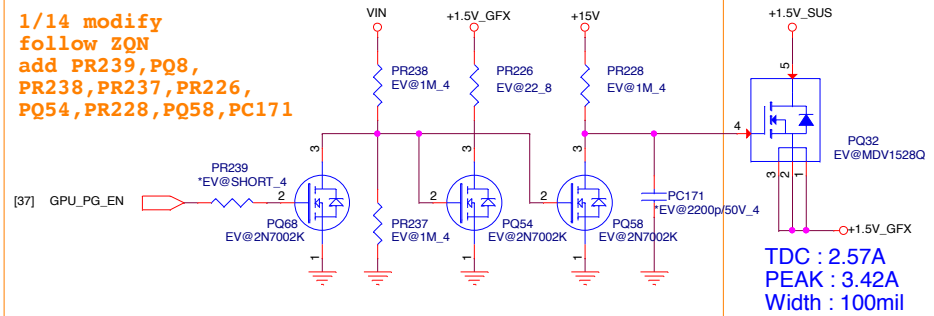 1/14 modify
follow ZQN
add PR239,PQ8,
PR238,PR237,PR226,
PQ54,PR228,PQ58,PC171
VIN
+1.5V_GFX
+15V
+1.5V_SUS
PR238
EV@1M_4
PR226
EV@22_8
PR228
EV@1M_4
5
4
PQ32
EV@MDV1528Q
3
2
1
+1.5V_GFX
[37] GPU_PG_EN
PR239
*EV@SHORT_4
2
3
PQ68
EV@2N7002K
1
PR237
EV@1M_4
2
3
PQ54
EV@2N7002K
1
2
3
PQ58
EV@2N7002K
1
PC171
*EV@2200p/50V_4
TDC : 2.57A
PEAK : 3.42A
Width : 100mil